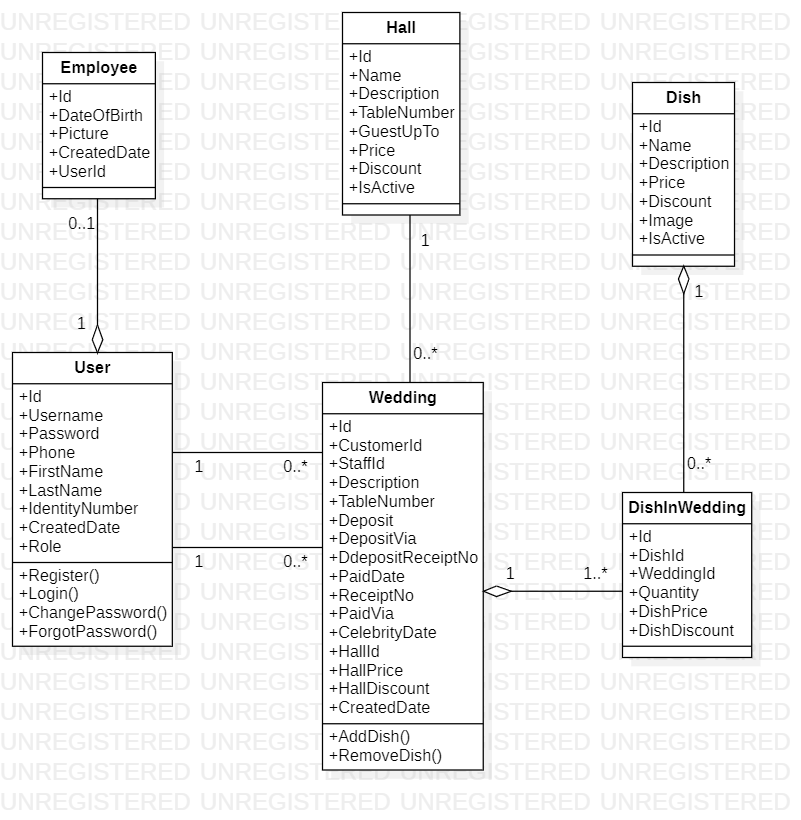 Employee
+Id
+DateOfBirth
+Picture
+CreatedDate
+UserId
0..1
1
User
+Id
+Username
+Password
+Phone
+FirstName
+LastName
+IdentityNumber
+CreatedDate
+Role
+Register()
+Login()
+ChangePassword()
+ForgotPassword()
Hall
+Id
+Name
+Description
+TableNumber
+GuestUpTo
+Price
+Discount
+IsActive
1
0..*
1
0..*
1
0..*
Wedding
+Id
+CustomerId
+StaffId
+Description
+TableNumber
+Deposit
+DepositVia
+DdepositReceiptNo
+PaidDate
+ReceiptNo
+PaidVia
+CelebrityDate
+HallId
+HallPrice
+HallDiscount
+CreatedDate
+AddDish()
+RemoveDish()
Dish
+Id
+Name
+Description
+Price
+Discount
+Image
+IsActive
1
0..*
1
1..*
DishInWedding
+Id
+DishId
+WeddingId
+Quantity
+DishPrice
+DishDiscount
UNREGISTERED UNREGISTERED UNREGISTERED UNREGISTERED